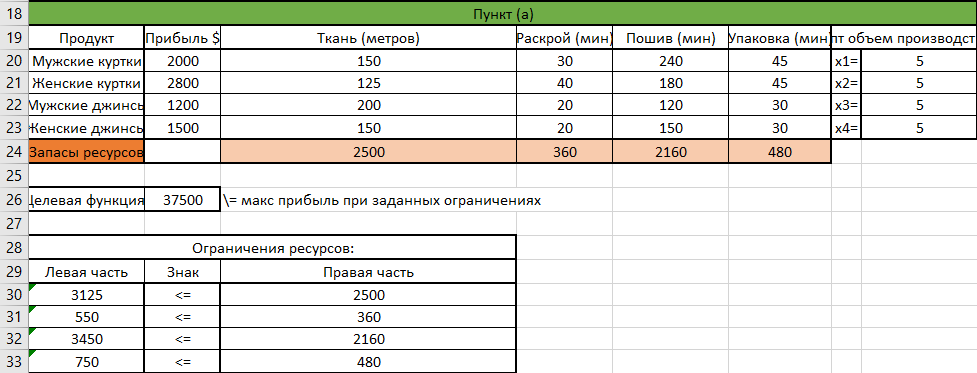 18 Пункт (а)
19 Продукт Прибыль $ Ткань (метров) Раскрой (мин) Пошив (мин) Упаковка (мин) пт объем производст
20 Мужские куртки 2000 150 30 240 45 x1= 5
21 Женские куртки 2800 125 40 180 45 x2= 5
22 Мужские джинсы 1200 200 20 120 30 x3= 5
23 Женские джинсы 1500 150 20 150 30 x4= 5
24 Запасы ресурсов 2500 360 2160 480
25
26 Целевая функция 37500 \= макс прибыль при заданных ограничениях
27
28 Ограничения ресурсов:
29 Левая часть Знак Правая часть
30 3125 <= 2500
31 550 <= 360
32 3450 <= 2160
33 750 <= 480